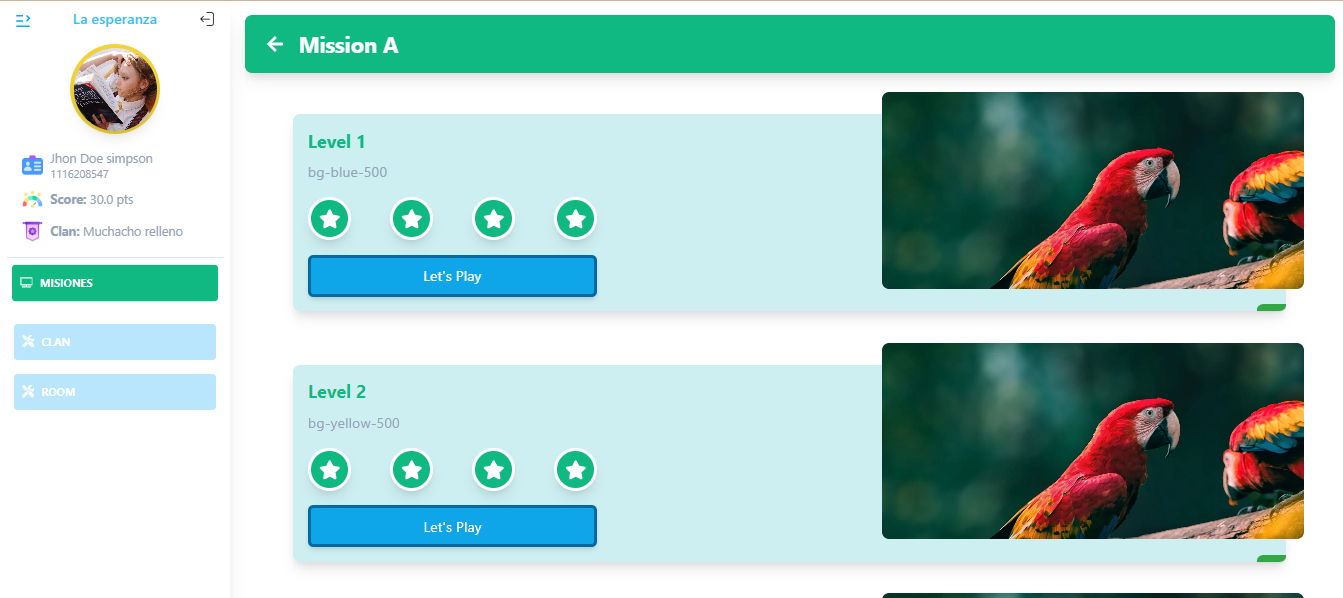 La esperanza
Jhon Doe simpson
1116208547
Score: 30.0 pts
Clan: Muchacho relleno
MISIONES
CLAN
ROOM
Mission A
Level 1
bg-blue-500
Let's Play
Level 2
bg-yellow-500
Let's Play